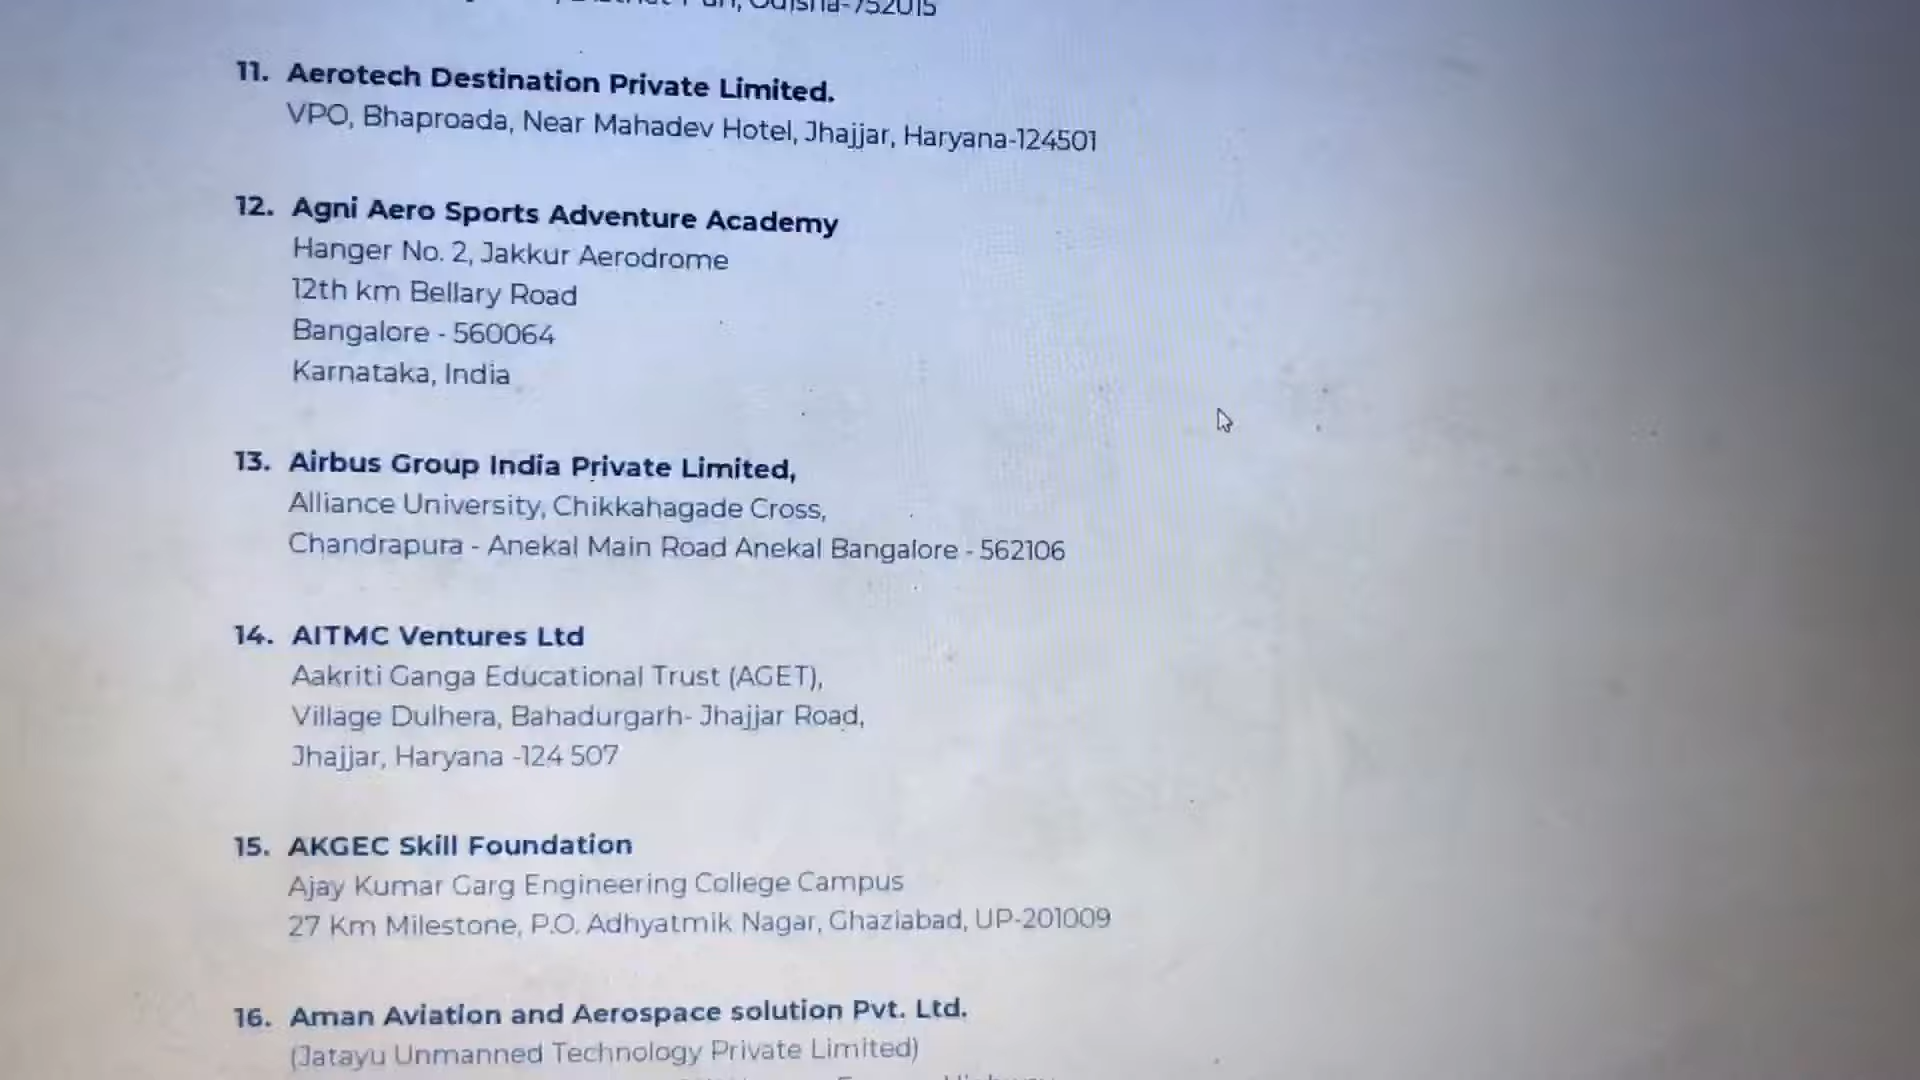 Odisha-752015
11. Aerotech Destination Private Limited.
VPO, Bhaproada, Near Mahadev Hotel, Jhajjar, Haryana-124501
12. Agni Aero Sports Adventure Academy
Hanger No. 2, Jakkur Aerodrome
12th km Bellary Road
Bangalore - 560064
Karnataka, India
13. Airbus Group India Private Limited,
Alliance University, Chikkahagade Cross,
Chandrapura - Anekal Main Road Anekal Bangalore - 562106
14. AITMC Ventures Ltd
Aakriti Ganga Educational Trust (AGET),
Village Dulhera, Bahadurgarh- Jhajjar Road,
Jhajjar, Haryana -124 507
15. AKGEC Skill Foundation
Ajay Kumar Garg Engineering College Campus
27 Km Milestone, P.O. Adhyatmik Nagar, Ghaziabad, UP-201009
16. Aman Aviation and Aerospace solution Pvt. Ltd.
(Jatayu Unmanned Technology Private Limited)